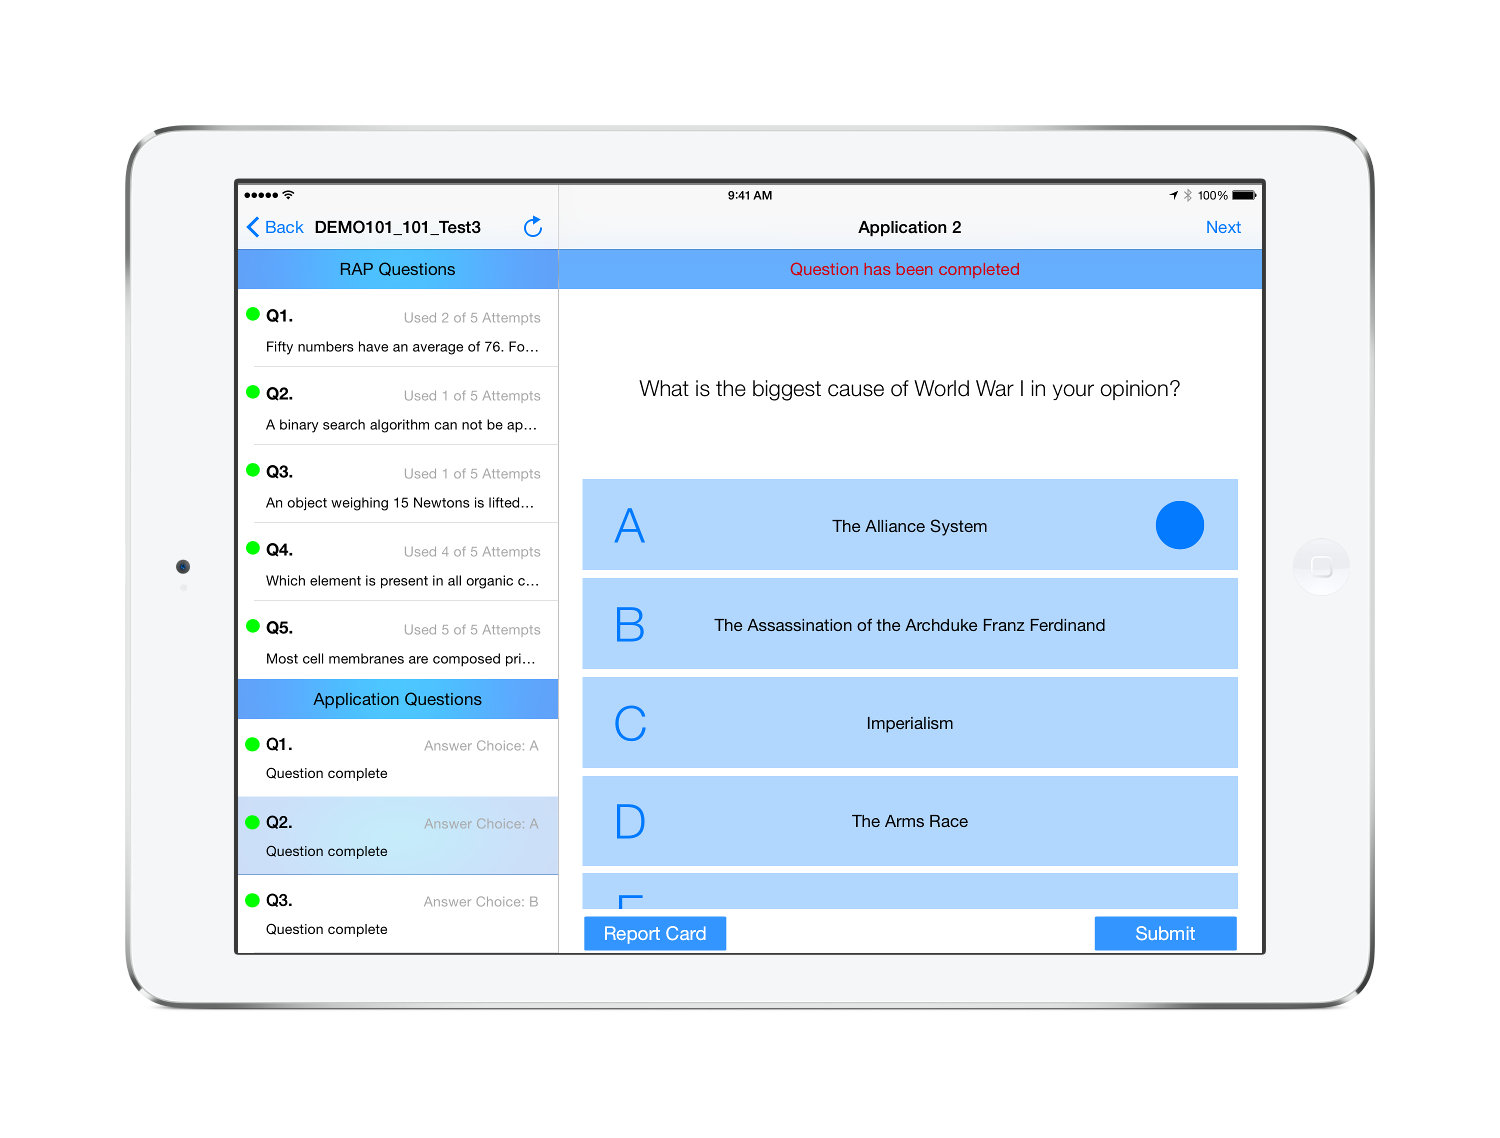 9:41 AM
100%
Back
DEMO101_101_Test3
Application 2
Next
RAP Questions
Question has been completed
Q1.
Used 2 of 5 Attempts
Fifty numbers have an average of 76. Fo...
Q2.
Used 1 of 5 Attempts
A binary search algorithm can not be ap...
Q3.
Used 1 of 5 Attempts
An object weighing 15 Newtons is lifted...
Q4.
Used 4 of 5 Attempts
Which element is present in all organic c...
Q5.
Used 5 of 5 Attempts
Most cell membranes are composed pri...
Application Questions
Q1.
Answer Choice: A
Question complete
Q2.
Answer Choice: A
Question complete
Q3.
Answer Choice: B
Question complete
What is the biggest cause of World War I in your opinion?
A
The Alliance System
B
The Assassination of the Archduke Franz Ferdinand
C
Imperialism
D
The Arms Race
Report Card
Submit